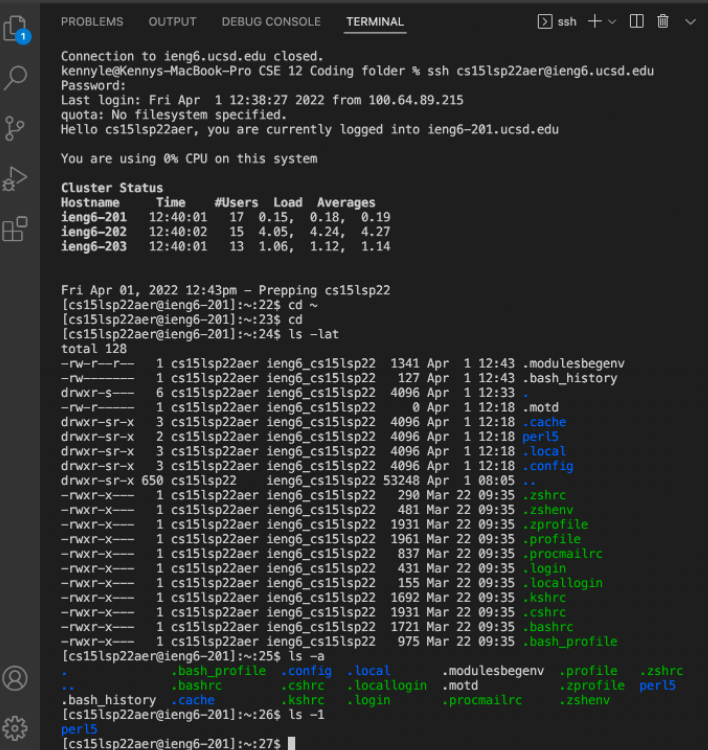 PROBLEMS OUTPUT DEBUG CONSOLE TERMINAL ssh
1
Connection to ieng6.ucsd.edu closed.
kennyle@Kennys-MacBook-Pro CSE 12 Coding folder % ssh cs15lsp22aer@ieng6.ucsd.edu
Password:
Last login: Fri Apr  1 12:38:27 2022 from 100.64.89.215
quota: No filesystem specified.
Hello cs15lsp22aer, you are currently logged into ieng6-201.ucsd.edu
You are using 0% CPU on this system
Cluster Status
Hostname     Time    #Users  Load  Averages
ieng6-201   12:40:01   17  0.15,  0.18,  0.19
ieng6-202   12:40:02   15  4.05,  4.24,  4.27
ieng6-203   12:40:01   13  1.06,  1.12,  1.14
Fri Apr 01, 2022 12:43pm – Prepping cs15lsp22
[cs15lsp22aer@ieng6-201]:~:22$ cd ~
[cs15lsp22aer@ieng6-201]:~:23$ cd
[cs15lsp22aer@ieng6-201]:~:24$ ls -lat
total 128
-rw-r--r--   1 cs15lsp22aer ieng6_cs15lsp22  1341 Apr  1 12:43 .modulesbegenv
-rw-------   1 cs15lsp22aer ieng6_cs15lsp22   127 Apr  1 12:43 .bash_history
drwxr-s---   6 cs15lsp22aer ieng6_cs15lsp22  4096 Apr  1 12:33 .
-rw-r-----   1 cs15lsp22aer ieng6_cs15lsp22     0 Apr  1 12:18 .motd
drwxr-sr-x   3 cs15lsp22aer ieng6_cs15lsp22  4096 Apr  1 12:18 .cache
drwxr-sr-x   2 cs15lsp22aer ieng6_cs15lsp22  4096 Apr  1 12:18 perl5
drwxr-sr-x   3 cs15lsp22aer ieng6_cs15lsp22  4096 Apr  1 12:18 .local
drwxr-sr-x   3 cs15lsp22aer ieng6_cs15lsp22  4096 Apr  1 12:18 .config
drwxr-sr-x 650 cs15lsp22    ieng6_cs15lsp22 53248 Apr  1 08:05 ..
-rwxr-x---   1 cs15lsp22aer ieng6_cs15lsp22   290 Mar 22 09:35 .zshrc
-rwxr-x---   1 cs15lsp22aer ieng6_cs15lsp22   481 Mar 22 09:35 .zshenv
-rwxr-x---   1 cs15lsp22aer ieng6_cs15lsp22  1931 Mar 22 09:35 .zprofile
-rwxr-x---   1 cs15lsp22aer ieng6_cs15lsp22  1961 Mar 22 09:35 .profile
-rwxr-x---   1 cs15lsp22aer ieng6_cs15lsp22   837 Mar 22 09:35 .procmailrc
-rwxr-x---   1 cs15lsp22aer ieng6_cs15lsp22   431 Mar 22 09:35 .login
-rwxr-x---   1 cs15lsp22aer ieng6_cs15lsp22   155 Mar 22 09:35 .locallogin
-rwxr-x---   1 cs15lsp22aer ieng6_cs15lsp22  1692 Mar 22 09:35 .kshrc
-rwxr-x---   1 cs15lsp22aer ieng6_cs15lsp22  1931 Mar 22 09:35 .cshrc
-rwxr-x---   1 cs15lsp22aer ieng6_cs15lsp22  1721 Mar 22 09:35 .bashrc
-rwxr-x---   1 cs15lsp22aer ieng6_cs15lsp22   975 Mar 22 09:35 .bash_profile
[cs15lsp22aer@ieng6-201]:~:25$ ls -a
.              .bash_profile  .config  .local       .modulesbegenv  .profile   .zshrc
..             .bashrc        .cshrc   .locallogin  .motd           .zprofile  perl5
.bash_history  .cache         .kshrc   .login       .procmailrc     .zshenv
[cs15lsp22aer@ieng6-201]:~:26$ ls -1
perl5
[cs15lsp22aer@ieng6-201]:~:27$